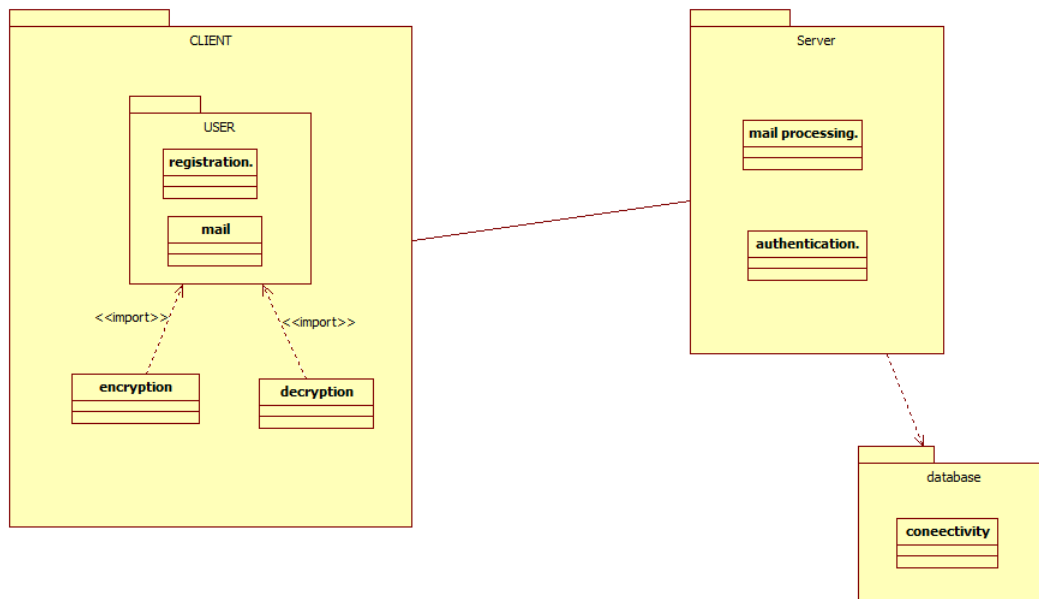 CLIENT
USER
registration.
mail
<<import>>
<<import>>
encryption
decryption
Server
mail processing.
authentication.
database
coneectivity